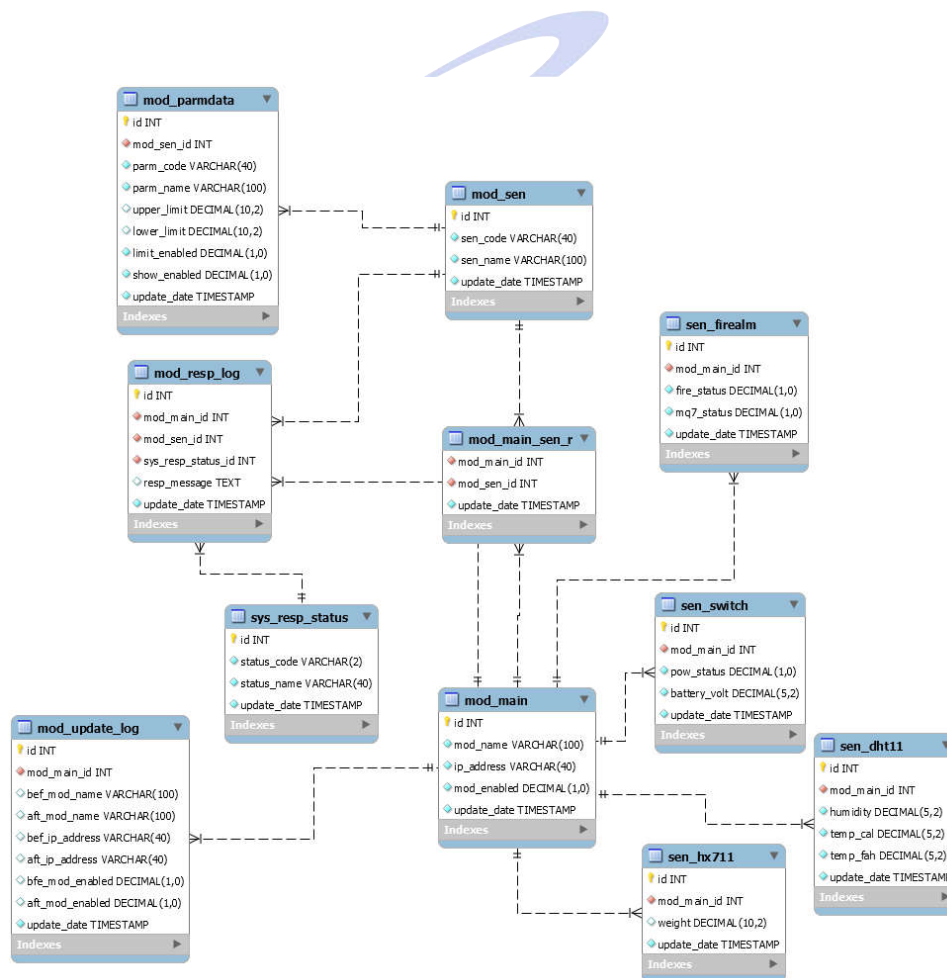 mod_parmdata
id INT
mod_sen_id INT
parm_code VARCHAR(40)
parm_name VARCHAR(100)
upper_limit DECIMAL(10,2)
lower_limit DECIMAL(10,2)
limit_enabled DECIMAL(1,0)
show_enabled DECIMAL(1,0)
update_date TIMESTAMP
Indexes
mod_sen
id INT
sen_code VARCHAR(40)
sen_name VARCHAR(100)
update_date TIMESTAMP
Indexes
sen_firealm
id INT
mod_main_id INT
fire_status DECIMAL(1,0)
mq7_status DECIMAL(1,0)
update_date TIMESTAMP
Indexes
mod_resp_log
id INT
mod_main_id INT
mod_sen_id INT
sys_resp_status_id INT
resp_message TEXT
update_date TIMESTAMP
Indexes
mod_main_sen_r
mod_main_id INT
mod_sen_id INT
update_date TIMESTAMP
Indexes
sys_resp_status
id INT
status_code VARCHAR(2)
status_name VARCHAR(40)
update_date TIMESTAMP
Indexes
sen_switch
id INT
mod_main_id INT
pow_status DECIMAL(1,0)
battery_volt DECIMAL(5,2)
update_date TIMESTAMP
Indexes
mod_main
id INT
mod_name VARCHAR(100)
ip_address VARCHAR(40)
mod_enabled DECIMAL(1,0)
update_date TIMESTAMP
Indexes
mod_update_log
id INT
mod_main_id INT
bef_mod_name VARCHAR(100)
aft_mod_name VARCHAR(100)
bef_ip_address VARCHAR(40)
aft_ip_address VARCHAR(40)
bfe_mod_enabled DECIMAL(1,0)
aft_mod_enabled DECIMAL(1,0)
update_date TIMESTAMP
Indexes
sen_dht11
id INT
mod_main_id INT
humidity DECIMAL(5,2)
temp_cal DECIMAL(5,2)
temp_fah DECIMAL(5,2)
update_date TIMESTAMP
Indexes
sen_hx711
id INT
mod_main_id INT
weight DECIMAL(10,2)
update_date TIMESTAMP
Indexes